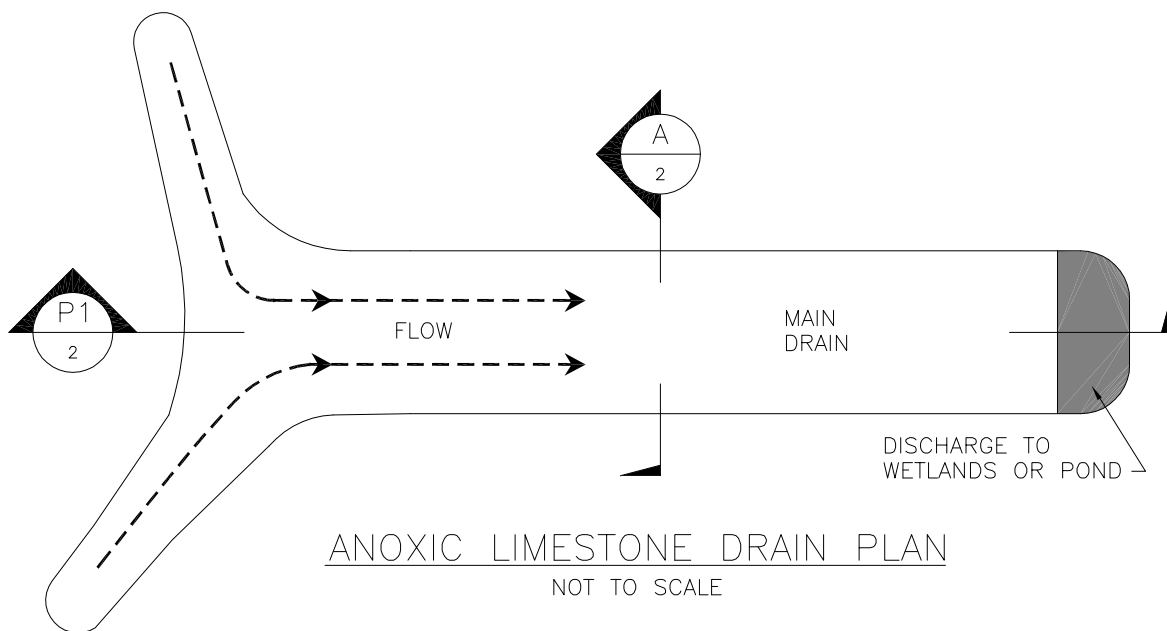 A
2
P1
2
FLOW
MAIN
DRAIN
DISCHARGE TO
WETLANDS OR POND
ANOXIC LIMESTONE DRAIN PLAN
NOT TO SCALE